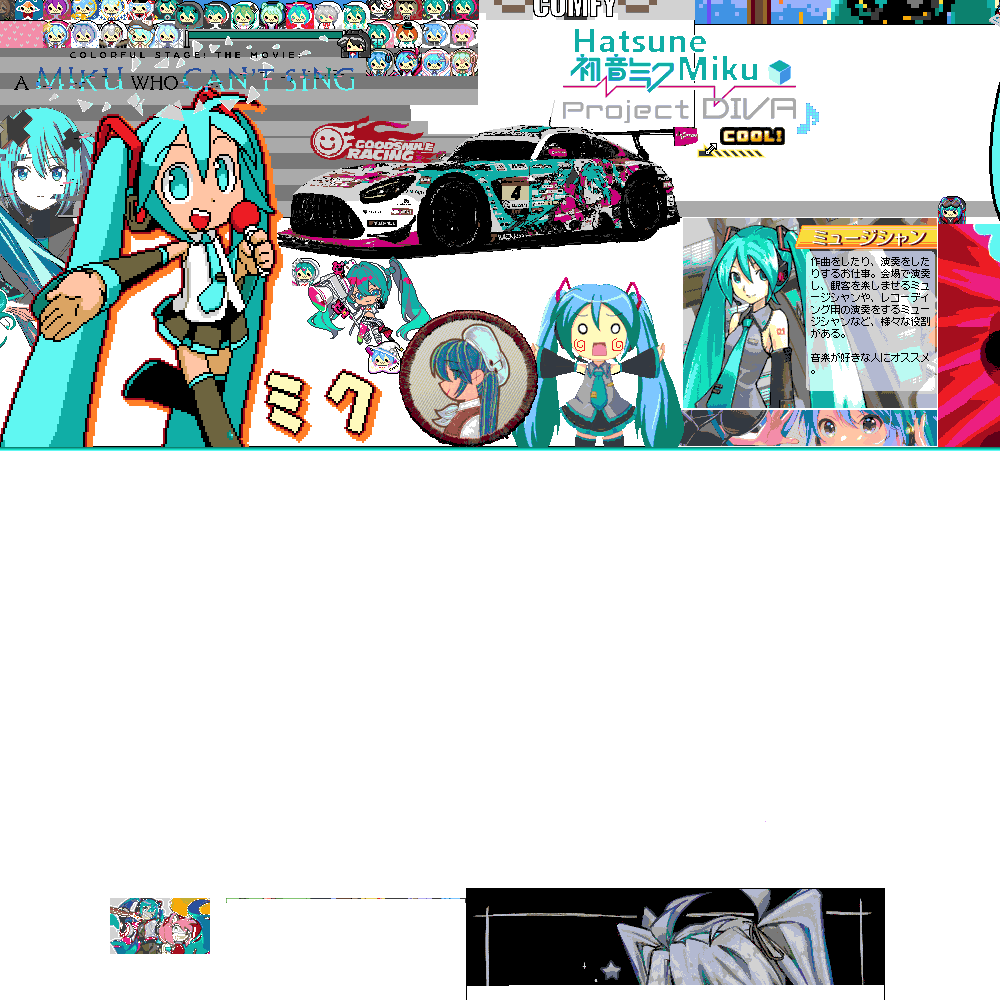 COMFY
COLORFUL STAGE! THE MOVIE:
A MIKU WHO CAN'T SING
Hatsune
初音ミク Miku
Project DIVA
COOL!
GOODSMILE
RACING
4
ミク
ミュージシャン
作曲をしたり、演奏をした
りするお仕事。会場で演奏
し、観客を楽しませるミュ
ージシャンや、レコーディ
ング用の演奏をするミュー
ジシャンなど、様々な役割
がある。
音楽が好きな人にオススメ
。